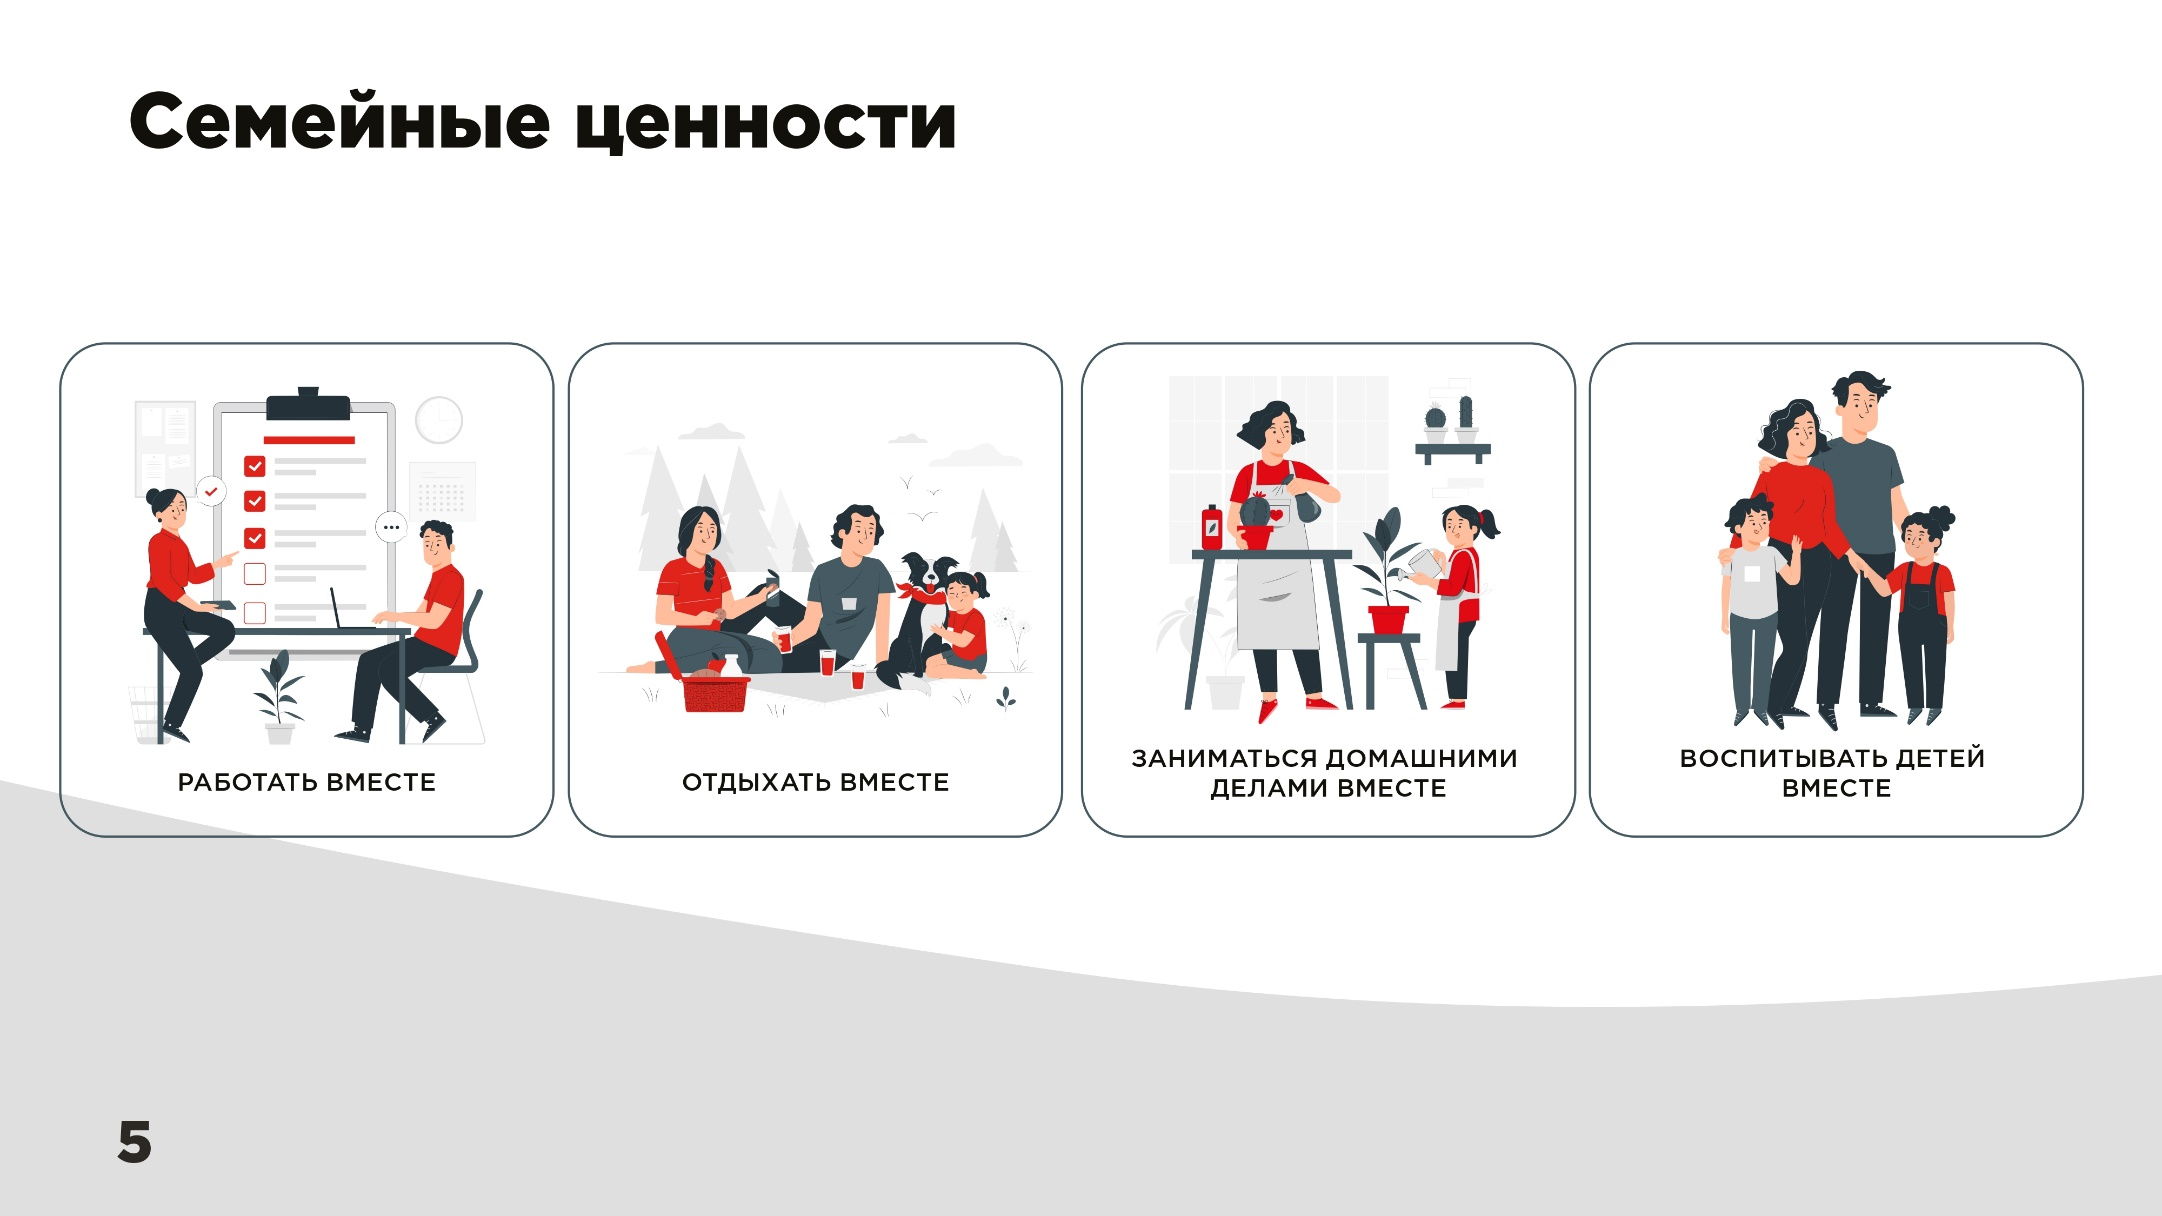 Семейные ценности
РАБОТАТЬ ВМЕСТЕ
ОТДЫХАТЬ ВМЕСТЕ
ЗАНИМАТЬСЯ ДОМАШНИМИ
ДЕЛАМИ ВМЕСТЕ
ВОСПИТЫВАТЬ ДЕТЕЙ
ВМЕСТЕ
5